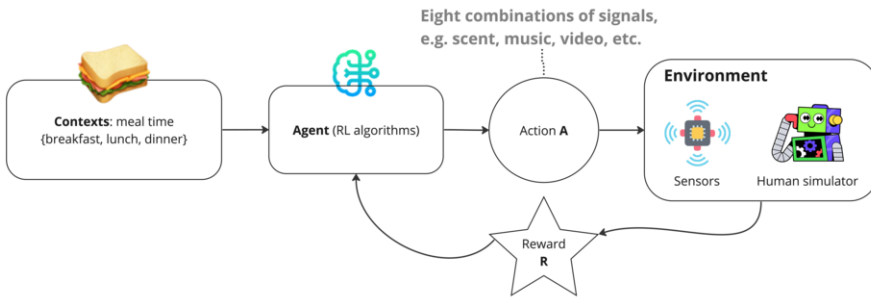 Eight combinations of signals,
e.g. scent, music, video, etc.
Contexts: meal time
{breakfast, lunch, dinner}
Agent (RL algorithms)
Action A
Environment
Sensors
Human simulator
Reward
R